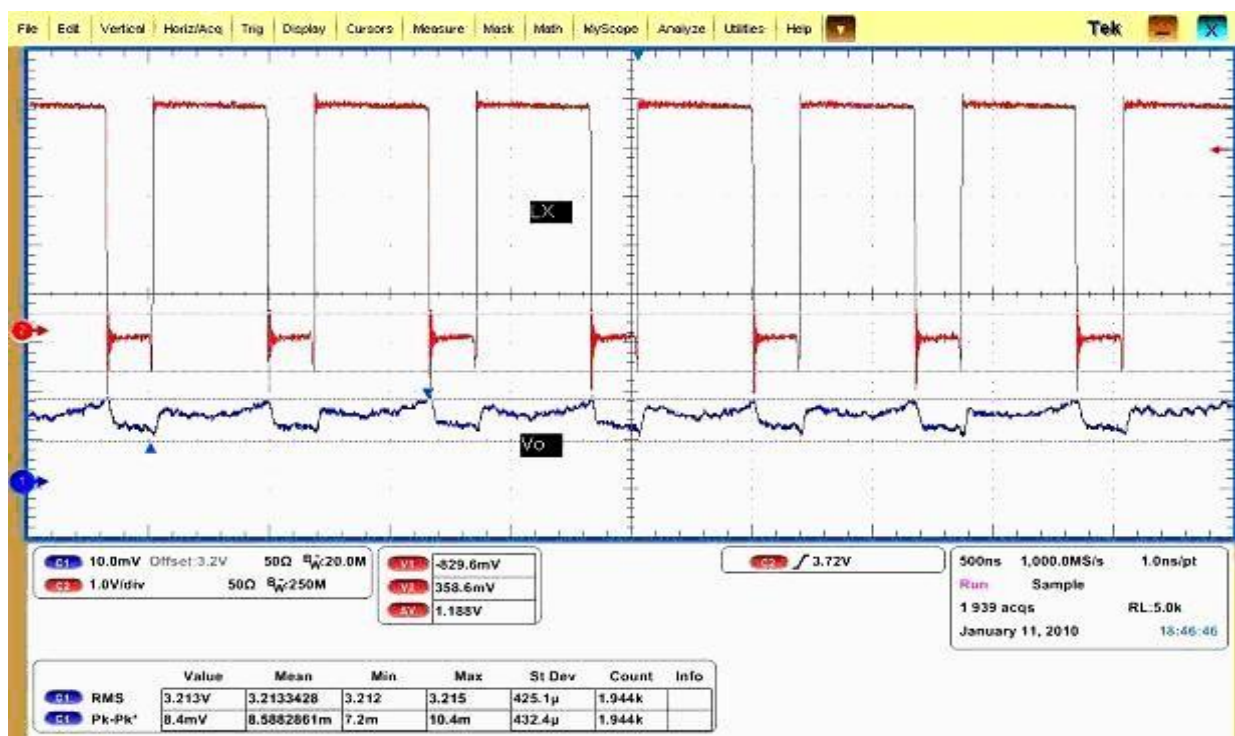 File Edit Vertical Horiz/Acq Trig Display Cursors Measure Mask Math MyScope Analyze Utilities Help Tek X
LX
2
Vo
1
C1 10.0mV Offset:3.2V 50Ω BW:20.0M
C2 1.0V/div 50Ω BW:250M
V1 -829.6mV
V2 358.6mV
ΔV 1.188V
C2 / 3.72V
500ns 1,000.0MS/s 1.0ns/pt
Run Sample
1 939 acqs RL:5.0k
January 11, 2010 18:46:46
Value Mean Min Max St Dev Count Info
C1 RMS 3.213V 3.2133428 3.212 3.215 425.1µ 1.944k
C1 Pk-Pk* 8.4mV 8.5882861m 7.2m 10.4m 432.4µ 1.944k